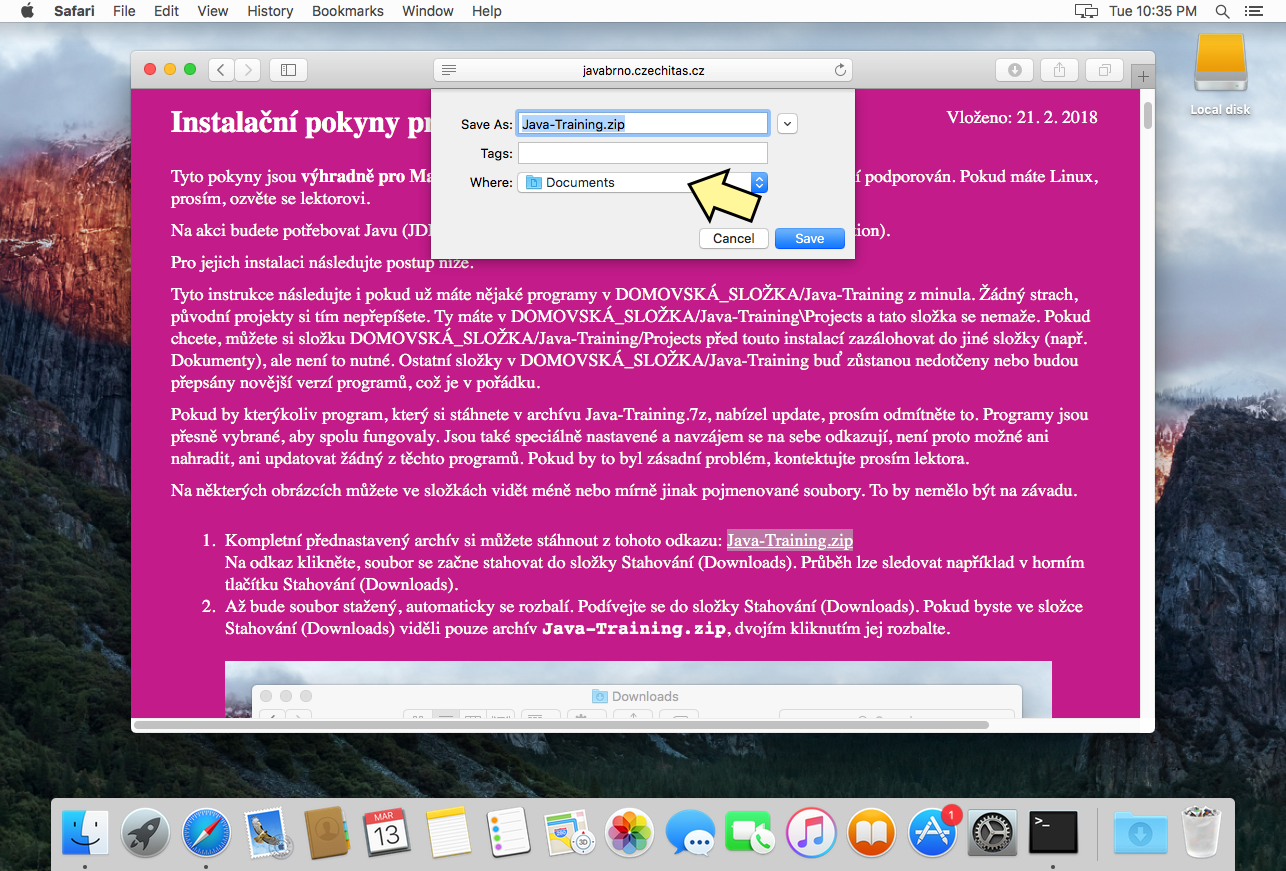 Safari File Edit View History Bookmarks Window Help Tue 10:35 PM
javabrno.czechitas.cz
Local disk
Save As: Java-Training.zip
Tags:
Where: Documents
Cancel Save
Instalační pokyny pr
Vloženo: 21. 2. 2018
Tyto pokyny jsou výhradně pro Ma í podporován. Pokud máte Linux,
prosím, ozvěte se lektorovi.
Na akci budete potřebovat Javu (JD ion).
Pro jejich instalaci následujte postup níže.
Tyto instrukce následujte i pokud už máte nějaké programy v DOMOVSKÁ_SLOŽKA/Java-Training z minula. Žádný strach,
původní projekty si tím nepřepíšete. Ty máte v DOMOVSKÁ_SLOŽKA/Java-Training\Projects a tato složka se nemaže. Pokud
chcete, můžete si složku DOMOVSKÁ_SLOŽKA/Java-Training/Projects před touto instalací zazálohovat do jiné složky (např.
Dokumenty), ale není to nutné. Ostatní složky v DOMOVSKÁ_SLOŽKA/Java-Training buď zůstanou nedotčeny nebo budou
přepsány novější verzí programů, což je v pořádku.
Pokud by kterýkoliv program, který si stáhnete v archívu Java-Training.7z, nabízel update, prosím odmítněte to. Programy jsou
přesně vybrané, aby spolu fungovaly. Jsou také speciálně nastavené a navzájem se na sebe odkazují, není proto možné ani
nahradit, ani updatovat žádný z těchto programů. Pokud by to byl zásadní problém, kontektujte prosím lektora.
Na některých obrázcích můžete ve složkách vidět méně nebo mírně jinak pojmenované soubory. To by nemělo být na závadu.
1. Kompletní přednastavený archív si můžete stáhnout z tohoto odkazu: Java-Training.zip
Na odkaz klikněte, soubor se začne stahovat do složky Stahování (Downloads). Průběh lze sledovat například v horním
tlačítku Stahování (Downloads).
2. Až bude soubor stažený, automaticky se rozbalí. Podívejte se do složky Stahování (Downloads). Pokud byste ve složce
Stahování (Downloads) viděli pouze archív Java-Training.zip, dvojím kliknutím jej rozbalte.
Downloads
MAR
13
3D
1
>_